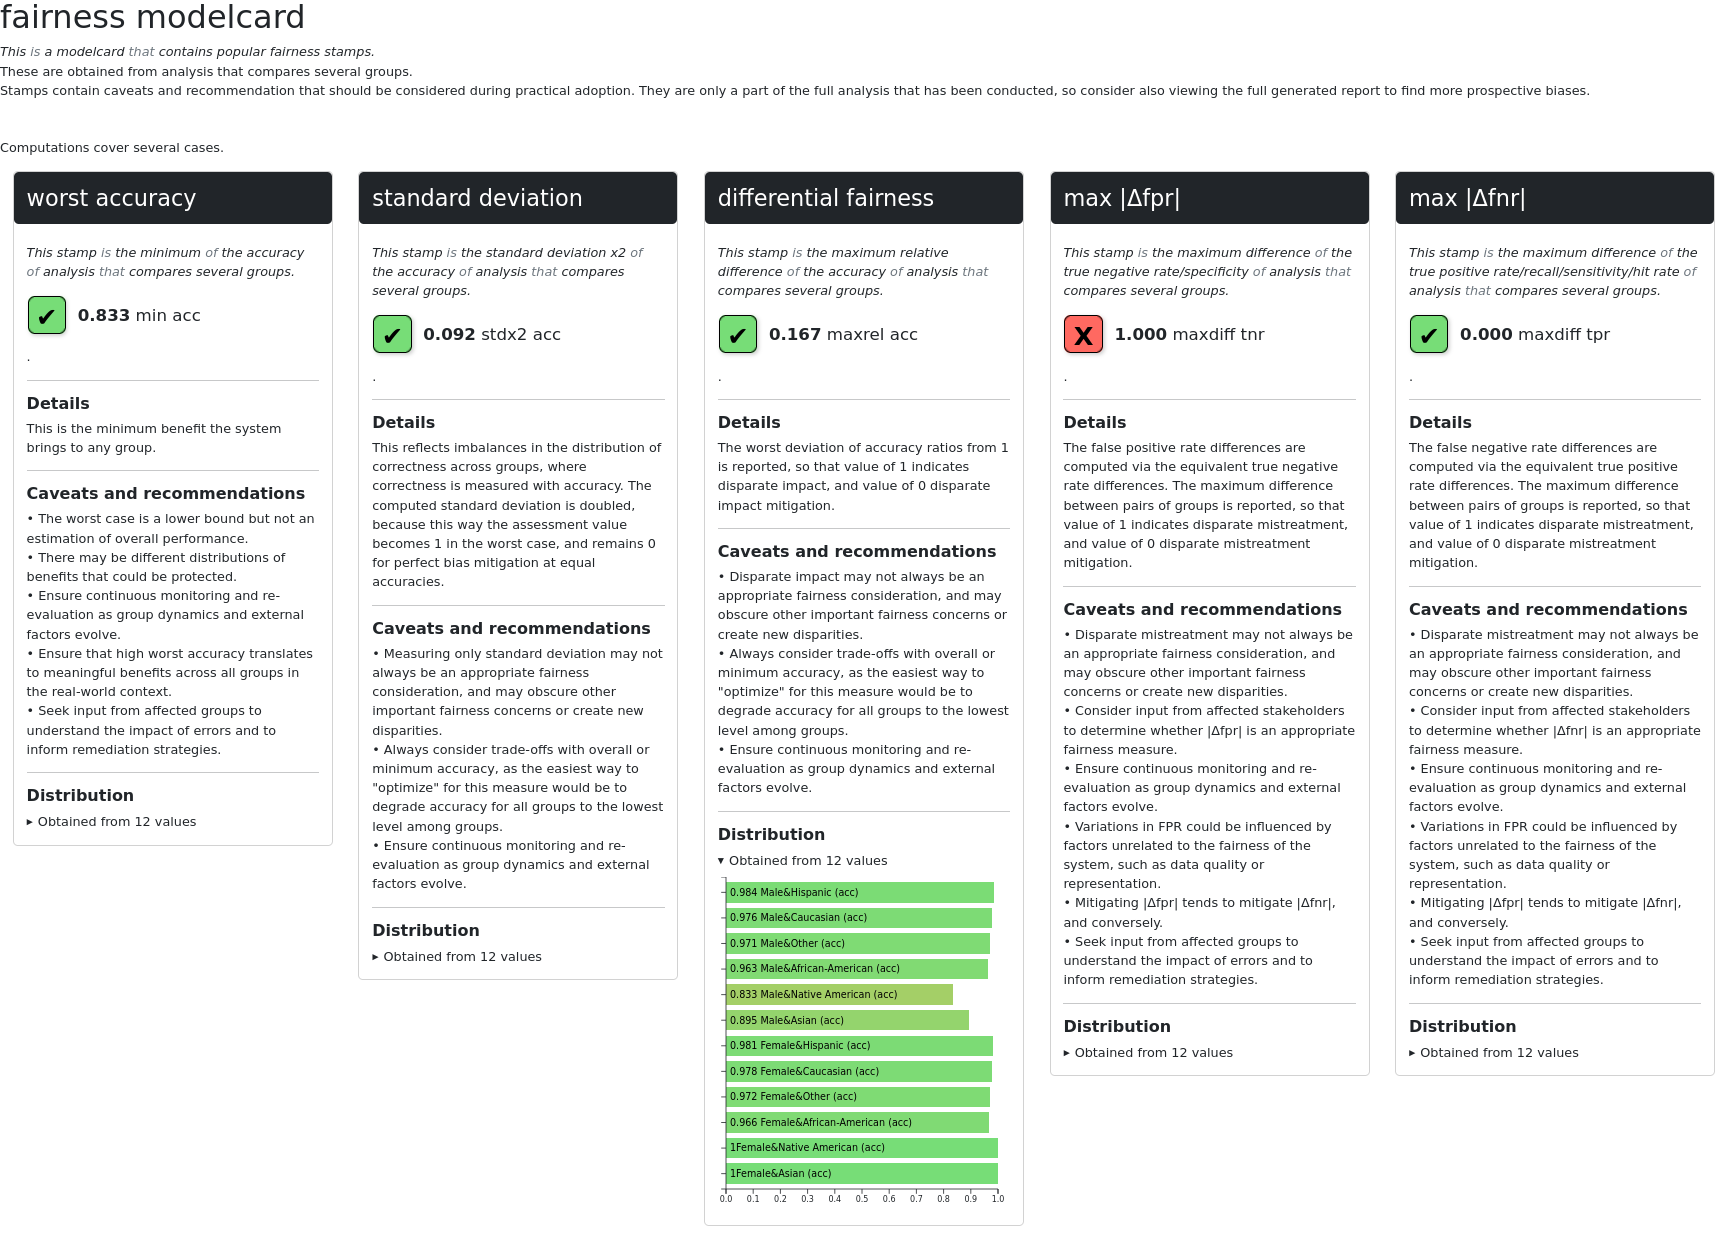 fairness modelcard
This is a modelcard that contains popular fairness stamps.
These are obtained from analysis that compares several groups.
Stamps contain caveats and recommendation that should be considered during practical adoption. They are only a part of the full analysis that has been conducted, so consider also viewing the full generated report to find more prospective biases.
Computations cover several cases.
worst accuracy
This stamp is the minimum of the accuracy
of analysis that compares several groups.
✔ 0.833 min acc
.
Details
This is the minimum benefit the system
brings to any group.
Caveats and recommendations
• The worst case is a lower bound but not an
estimation of overall performance.
• There may be different distributions of
benefits that could be protected.
• Ensure continuous monitoring and re-
evaluation as group dynamics and external
factors evolve.
• Ensure that high worst accuracy translates
to meaningful benefits across all groups in
the real-world context.
• Seek input from affected groups to
understand the impact of errors and to
inform remediation strategies.
Distribution
▸ Obtained from 12 values
standard deviation
This stamp is the standard deviation x2 of
the accuracy of analysis that compares
several groups.
✔ 0.092 stdx2 acc
.
Details
This reflects imbalances in the distribution of
correctness across groups, where
correctness is measured with accuracy. The
computed standard deviation is doubled,
because this way the assessment value
becomes 1 in the worst case, and remains 0
for perfect bias mitigation at equal
accuracies.
Caveats and recommendations
• Measuring only standard deviation may not
always be an appropriate fairness
consideration, and may obscure other
important fairness concerns or create new
disparities.
• Always consider trade-offs with overall or
minimum accuracy, as the easiest way to
"optimize" for this measure would be to
degrade accuracy for all groups to the lowest
level among groups.
• Ensure continuous monitoring and re-
evaluation as group dynamics and external
factors evolve.
Distribution
▸ Obtained from 12 values
differential fairness
This stamp is the maximum relative
difference of the accuracy of analysis that
compares several groups.
✔ 0.167 maxrel acc
.
Details
The worst deviation of accuracy ratios from 1
is reported, so that value of 1 indicates
disparate impact, and value of 0 disparate
impact mitigation.
Caveats and recommendations
• Disparate impact may not always be an
appropriate fairness consideration, and may
obscure other important fairness concerns or
create new disparities.
• Always consider trade-offs with overall or
minimum accuracy, as the easiest way to
"optimize" for this measure would be to
degrade accuracy for all groups to the lowest
level among groups.
• Ensure continuous monitoring and re-
evaluation as group dynamics and external
factors evolve.
Distribution
▾ Obtained from 12 values
0.984 Male&Hispanic (acc)
0.976 Male&Caucasian (acc)
0.971 Male&Other (acc)
0.963 Male&African-American (acc)
0.833 Male&Native American (acc)
0.895 Male&Asian (acc)
0.981 Female&Hispanic (acc)
0.978 Female&Caucasian (acc)
0.972 Female&Other (acc)
0.966 Female&African-American (acc)
1Female&Native American (acc)
1Female&Asian (acc)
0.0 0.1 0.2 0.3 0.4 0.5 0.6 0.7 0.8 0.9 1.0
max |Δfpr|
This stamp is the maximum difference of the
true negative rate/specificity of analysis that
compares several groups.
X 1.000 maxdiff tnr
.
Details
The false positive rate differences are
computed via the equivalent true negative
rate differences. The maximum difference
between pairs of groups is reported, so that
value of 1 indicates disparate mistreatment,
and value of 0 disparate mistreatment
mitigation.
Caveats and recommendations
• Disparate mistreatment may not always be
an appropriate fairness consideration, and
may obscure other important fairness
concerns or create new disparities.
• Consider input from affected stakeholders
to determine whether |Δfpr| is an appropriate
fairness measure.
• Ensure continuous monitoring and re-
evaluation as group dynamics and external
factors evolve.
• Variations in FPR could be influenced by
factors unrelated to the fairness of the
system, such as data quality or
representation.
• Mitigating |Δfpr| tends to mitigate |Δfnr|,
and conversely.
• Seek input from affected groups to
understand the impact of errors and to
inform remediation strategies.
Distribution
▸ Obtained from 12 values
max |Δfnr|
This stamp is the maximum difference of the
true positive rate/recall/sensitivity/hit rate of
analysis that compares several groups.
✔ 0.000 maxdiff tpr
.
Details
The false negative rate differences are
computed via the equivalent true positive
rate differences. The maximum difference
between pairs of groups is reported, so that
value of 1 indicates disparate mistreatment,
and value of 0 disparate mistreatment
mitigation.
Caveats and recommendations
• Disparate mistreatment may not always be
an appropriate fairness consideration, and
may obscure other important fairness
concerns or create new disparities.
• Consider input from affected stakeholders
to determine whether |Δfnr| is an appropriate
fairness measure.
• Ensure continuous monitoring and re-
evaluation as group dynamics and external
factors evolve.
• Variations in FPR could be influenced by
factors unrelated to the fairness of the
system, such as data quality or
representation.
• Mitigating |Δfpr| tends to mitigate |Δfnr|,
and conversely.
• Seek input from affected groups to
understand the impact of errors and to
inform remediation strategies.
Distribution
▸ Obtained from 12 values